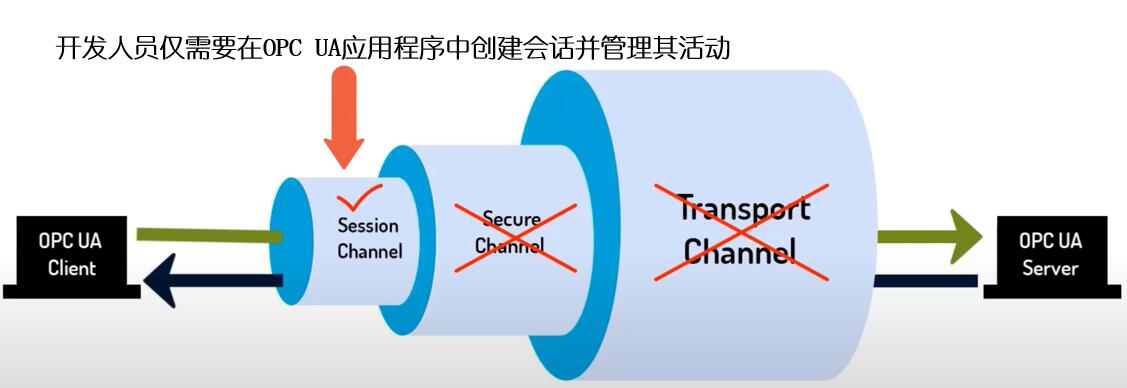 开发人员仅需要在OPC UA应用程序中创建会话并管理其活动
OPC UA
Client
Session
Channel
Secure
Channel
Transport
Channel
OPC UA
Server